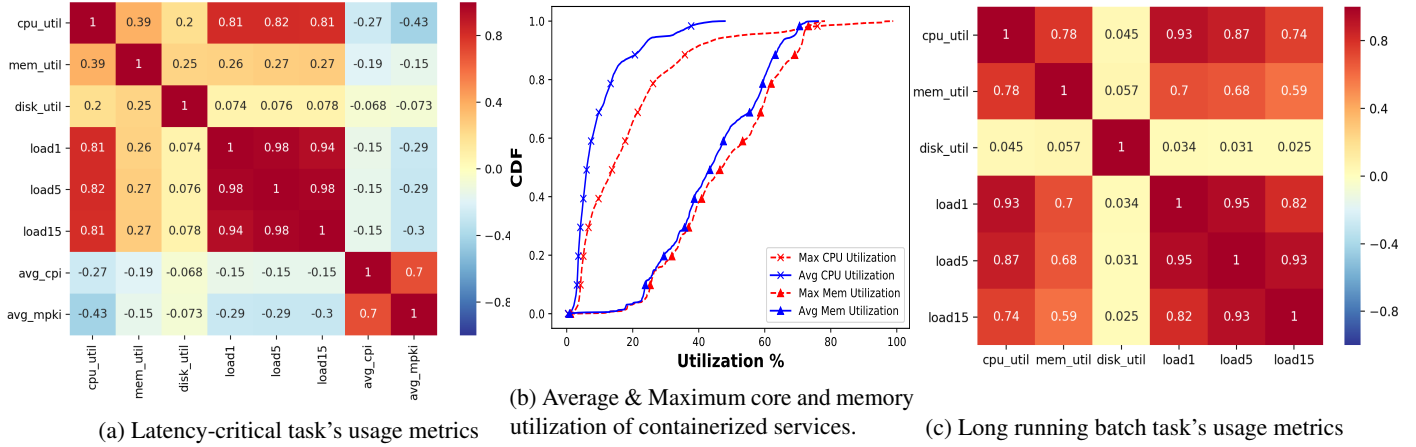 cpu_util 1 0.39 0.2 0.81 0.82 0.81 -0.27 -0.43
mem_util 0.39 1 0.25 0.26 0.27 0.27 -0.19 -0.15
disk_util 0.2 0.25 1 0.074 0.076 0.078 -0.068 -0.073
load1 0.81 0.26 0.074 1 0.98 0.94 -0.15 -0.29
load5 0.82 0.27 0.076 0.98 1 0.98 -0.15 -0.29
load15 0.81 0.27 0.078 0.94 0.98 1 -0.15 -0.3
avg_cpi -0.27 -0.19 -0.068 -0.15 -0.15 -0.15 1 0.7
avg_mpki -0.43 -0.15 -0.073 -0.29 -0.29 -0.3 0.7 1
cpu_util mem_util disk_util load1 load5 load15 avg_cpi avg_mpki
0.8
0.4
0.0
−0.4
−0.8
(a) Latency-critical task's usage metrics
CDF
1.0
0.8
0.6
0.4
0.2
0.0
0 20 40 60 80 100
Utilization %
Max CPU Utilization
Avg CPU Utilization
Max Mem Utilization
Avg Mem Utilization
(b) Average & Maximum core and memory
utilization of containerized services.
cpu_util 1 0.78 0.045 0.93 0.87 0.74
mem_util 0.78 1 0.057 0.7 0.68 0.59
disk_util 0.045 0.057 1 0.034 0.031 0.025
load1 0.93 0.7 0.034 1 0.95 0.82
load5 0.87 0.68 0.031 0.95 1 0.93
load15 0.74 0.59 0.025 0.82 0.93 1
cpu_util mem_util disk_util load1 load5 load15
0.8
0.4
0.0
−0.4
−0.8
(c) Long running batch task's usage metrics